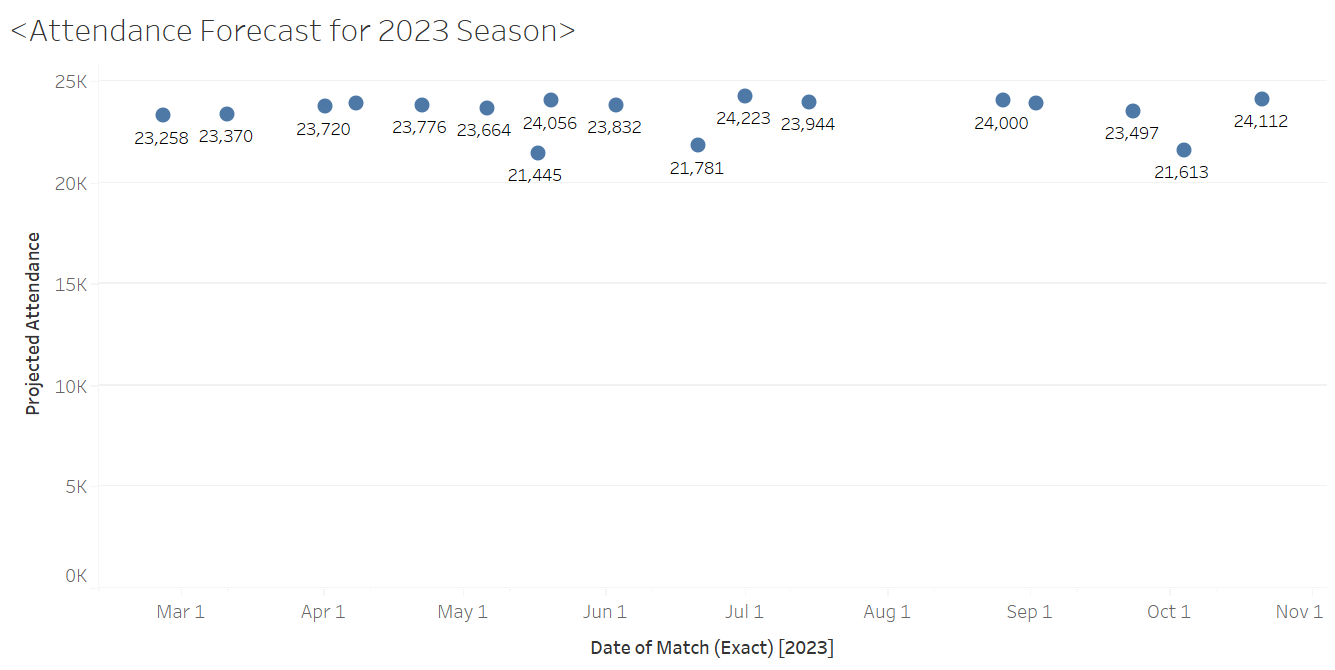 <Attendance Forecast for 2023 Season>
25K
24,223
24,056
24,000
24,112
23,944
23,776
23,832
23,720
23,664
23,497
23,258
23,370
21,781
21,613
21,445
20K
15K
10K
5K
0K
Projected Attendance
Mar 1 Apr 1 May 1 Jun 1 Jul 1 Aug 1 Sep 1 Oct 1 Nov 1
Date of Match (Exact) [2023]